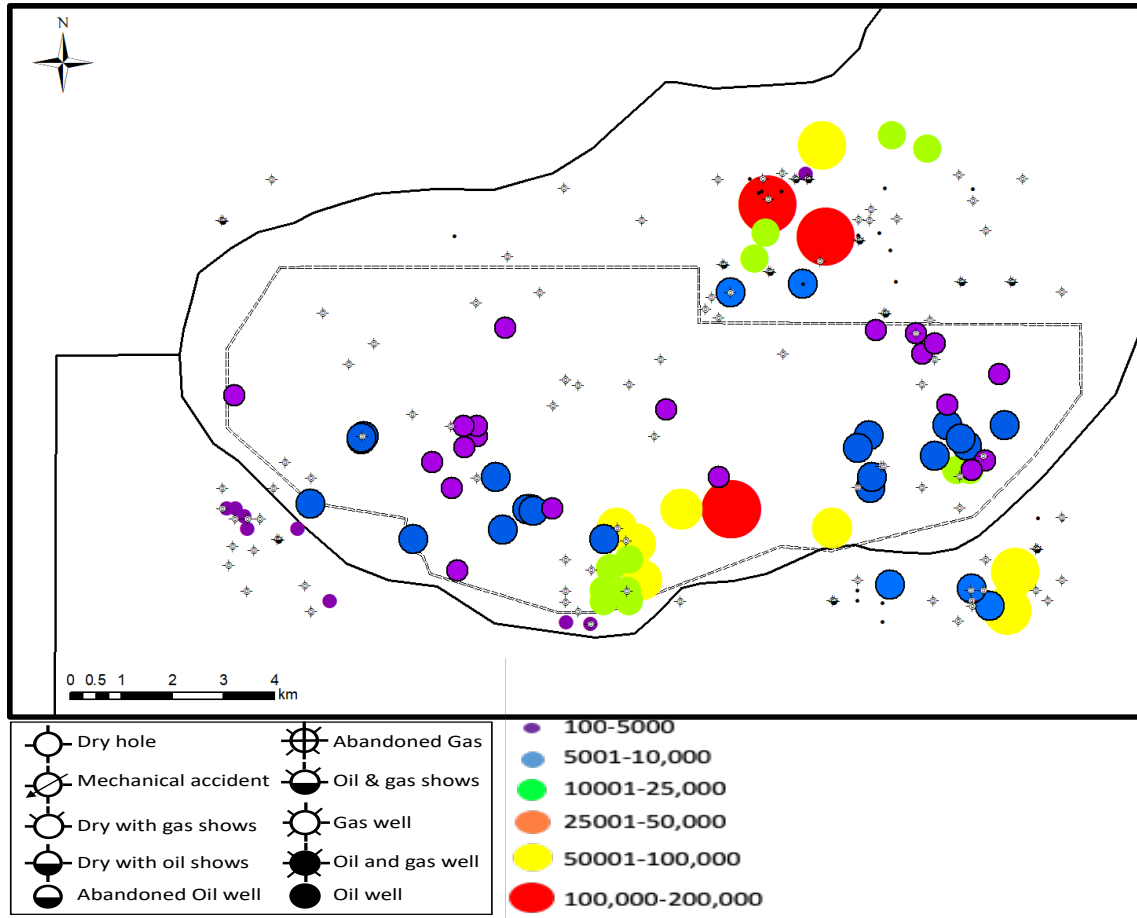 N
0 0.5 1 2 3 4
km
Dry hole
Mechanical accident
Dry with gas shows
Dry with oil shows
Abandoned Oil well
Abandoned Gas
Oil & gas shows
Gas well
Oil and gas well
Oil well
100-5000
5001-10,000
10001-25,000
25001-50,000
50001-100,000
100,000-200,000